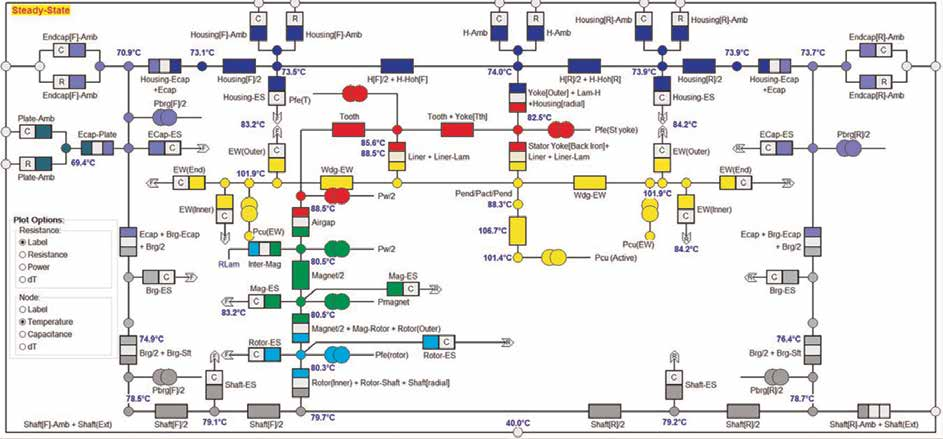 Steady-State
Endcap[F]-Amb
C
R
Endcap[F]-Amb
70.9°C
73.1°C
Housing-Ecap
+Ecap
Housing[F]/2
Housing[F]-Amb
C
R
Housing[F]-Amb
73.5°C
H[F]/2 + H-Hoh[F]
H-Amb
C
R
H-Amb
74.0°C
H[R]/2 + H-Hoh[R]
Housing[R]-Amb
C
R
Housing[R]-Amb
73.9°C
Housing[R]/2
73.9°C
Housing-Ecap
+Ecap
73.7°C
Endcap[R]-Amb
C
R
Endcap[R]-Amb
Plate-Amb
C
R
Plate-Amb
Ecap-Plate
69.4°C
Pbrg[F]/2
ECap-ES
C
Housing-ES
C
83.2°C
Pfe(T)
Tooth
Tooth + Yoke[Tth]
Yoke[Outer] + Lam-H
+Housing[radial]
82.5°C
Pfe(St yoke)
Housing-ES
C
84.2°C
ECap-ES
C
Pbrg[R]/2
EW(Outer)
C
85.6°C
88.5°C
Liner + Liner-Lam
Stator Yoke[Back Iron]+
Liner + Liner-Lam
EW(Outer)
C
EW(End)
C
101.9°C
Wdg-EW
Pend/Pact/Pend
88.3°C
Wdg-EW
101.9°C
EW(End)
C
EW(Inner)
C
Pcu(EW)
88.5°C
Pw/2
Airgap
106.7°C
101.4°C
Pcu (Active)
Pcu(EW)
EW(Inner)
C
84.2°C
Plot Options:
Resistance:
Label
Resistance
Power
dT
Node:
Label
Temperature
Capacitance
dT
Ecap + Brg-Ecap
+ Brg/2
RLam
Inter-Mag
Pw/2
80.5°C
Magnet/2
Ecap + Brg-Ecap
+ Brg/2
Brg-ES
C
Mag-ES
C
83.2°C
80.5°C
Mag-ES
C
Pmagnet
Brg-ES
C
Magnet/2 + Mag-Rotor + Rotor(Outer)
74.9°C
Brg/2 + Brg-Sft
Rotor-ES
C
Pfe(rotor)
C
Rotor-ES
80.3°C
76.4°C
Brg/2 + Brg-Sft
Pbrg[F]/2
C
Shaft-ES
Rotor(Inner) + Rotor-Shaft + Shaft[radial]
C
Shaft-ES
Pbrg[R]/2
78.5°C
79.1°C
79.7°C
40.0°C
79.2°C
78.7°C
Shaft[F]-Amb + Shaft(Ext)
Shaft[F]/2
Shaft[F]/2
Shaft[R]/2
Shaft[R]/2
Shaft[R]-Amb + Shaft(Ext)